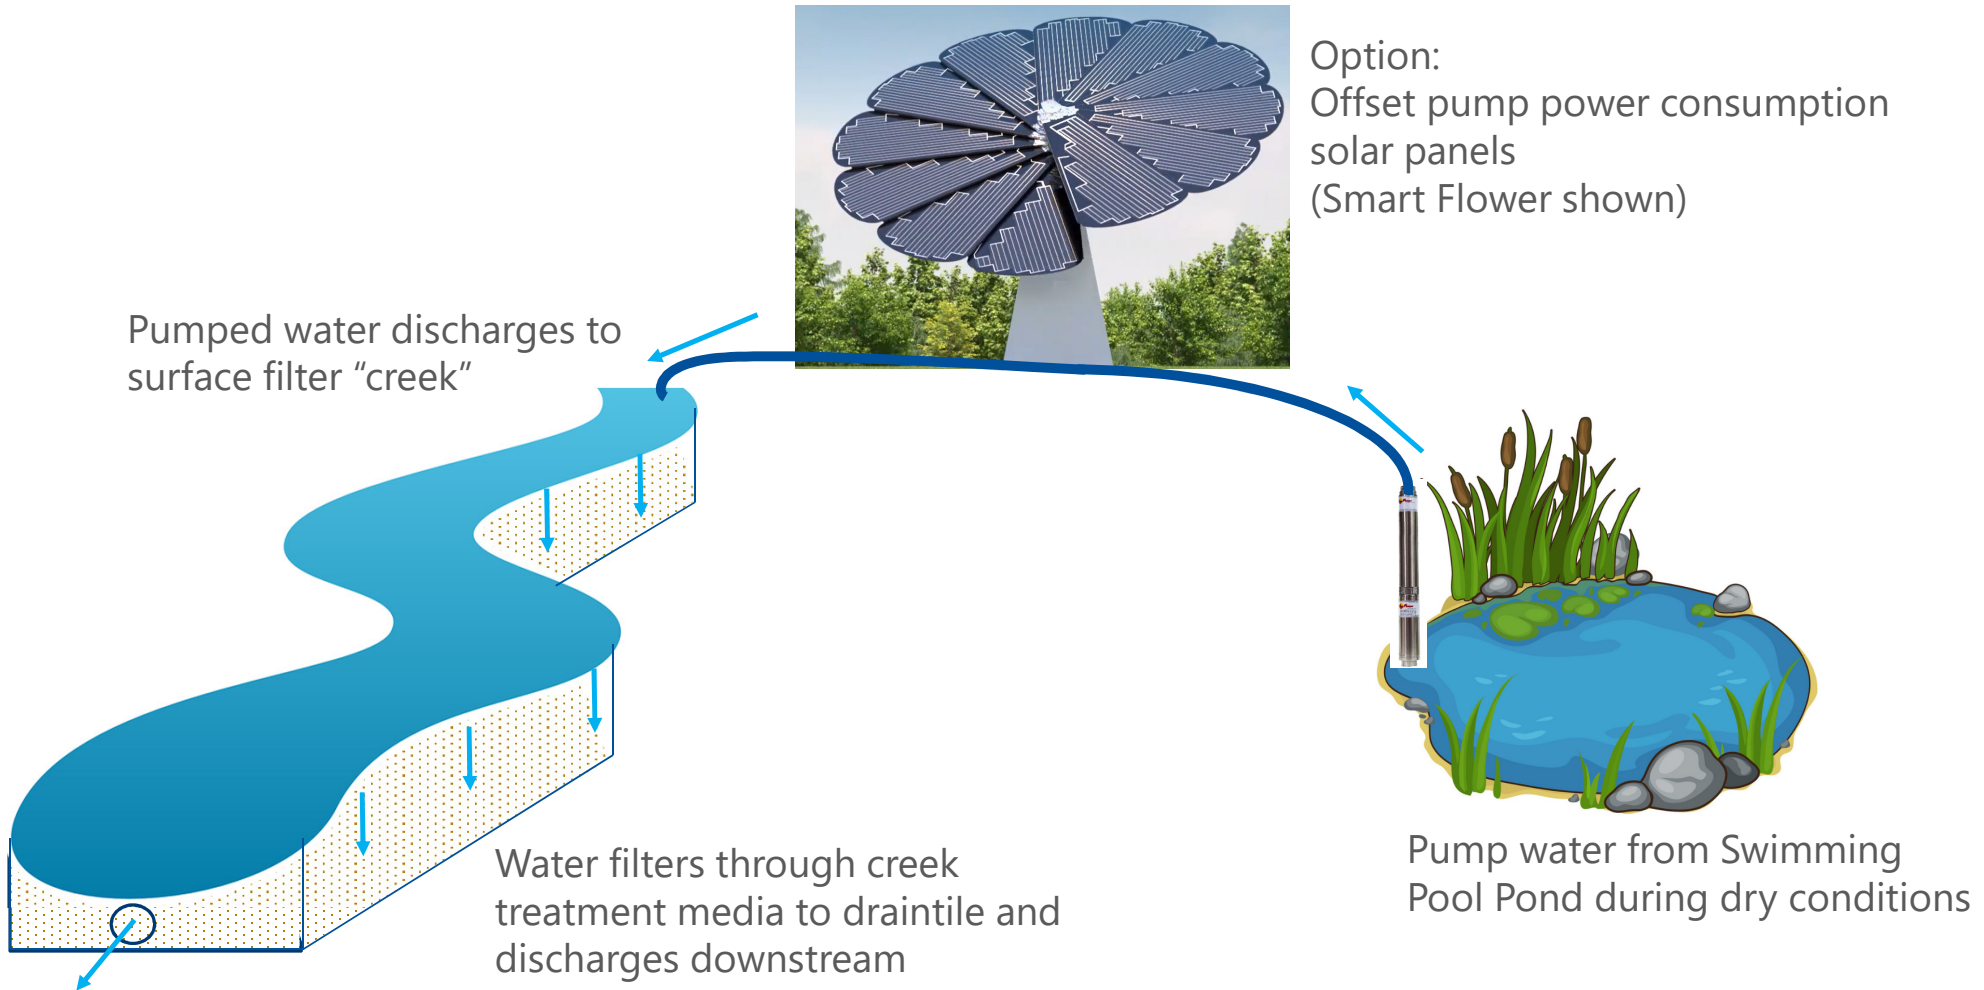 Option:
Offset pump power consumption
solar panels
(Smart Flower shown)
Pumped water discharges to
surface filter “creek”
Water filters through creek
treatment media to draintile and
discharges downstream
Pump water from Swimming
Pool Pond during dry conditions